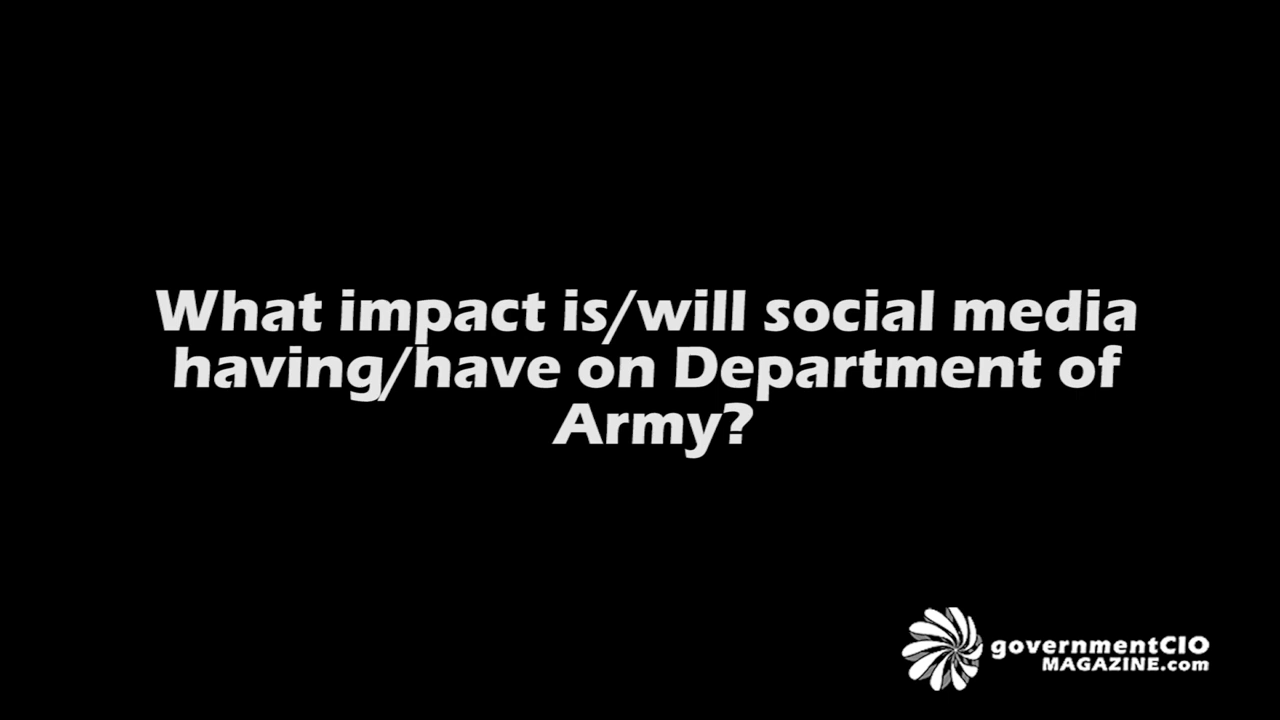 What impact is/will social media
having/have on Department of
Army?
governmentCIO
MAGAZINE.com